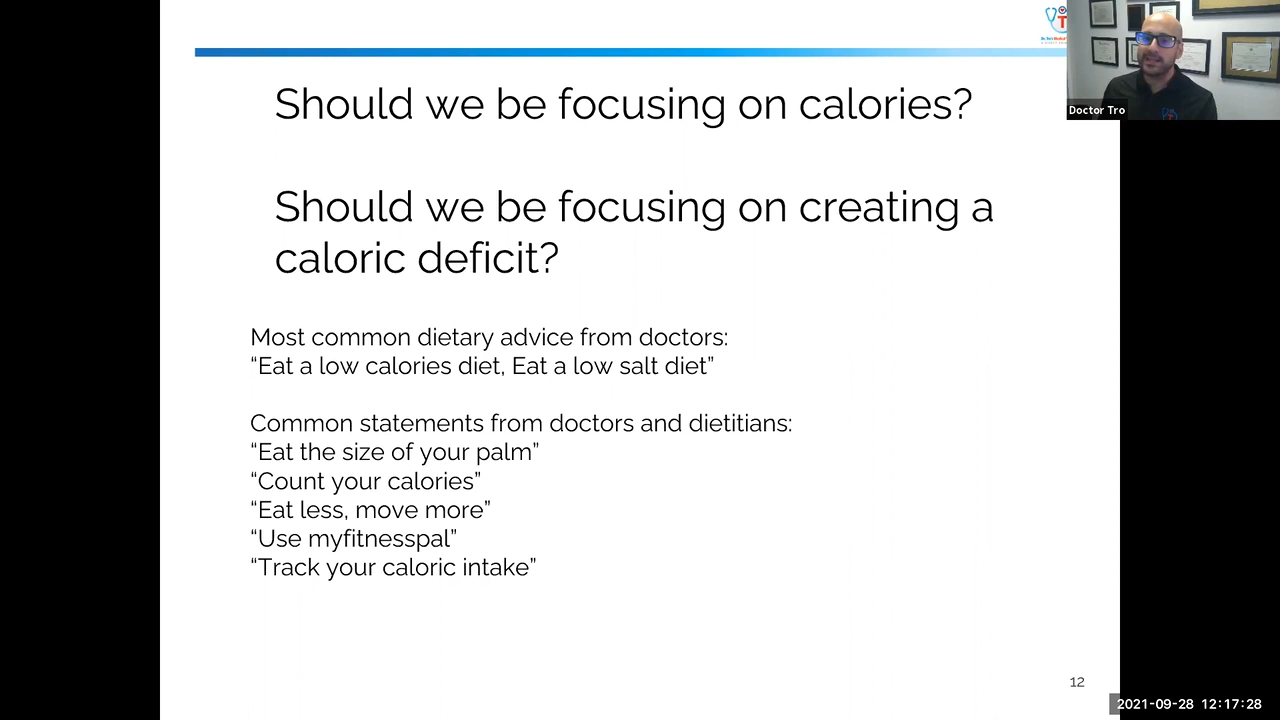 Should we be focusing on calories?
Should we be focusing on creating a
caloric deficit?
Most common dietary advice from doctors:
“Eat a low calories diet, Eat a low salt diet”
Common statements from doctors and dietitians:
“Eat the size of your palm”
“Count your calories”
“Eat less, move more”
“Use myfitnesspal”
“Track your caloric intake”
12
T
Doctor Tro
2021-09-28 12:17:28